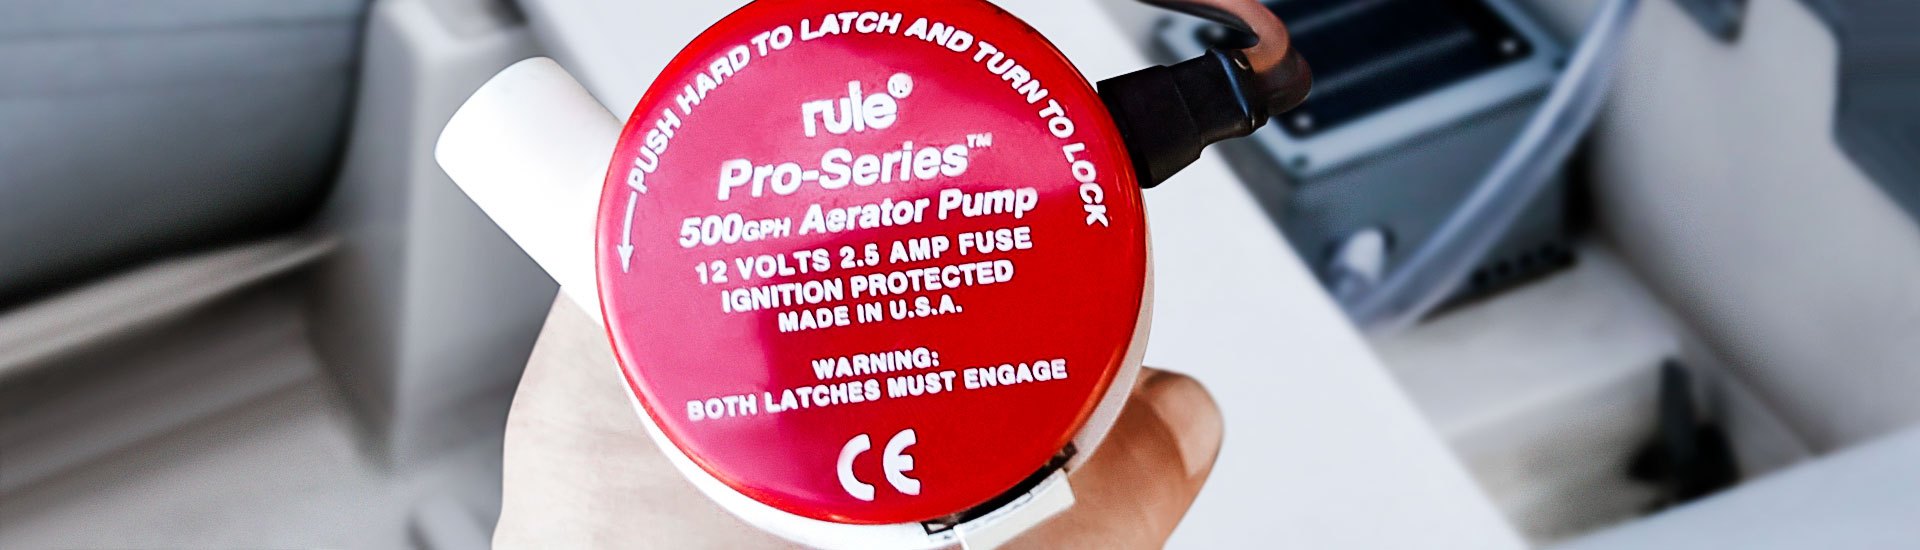 PUSH HARD TO LATCH AND TURN TO LOCK
rule®
Pro-Series™
500GPH Aerator Pump
12 VOLTS 2.5 AMP FUSE
IGNITION PROTECTED
MADE IN U.S.A.
WARNING:
BOTH LATCHES MUST ENGAGE
CE